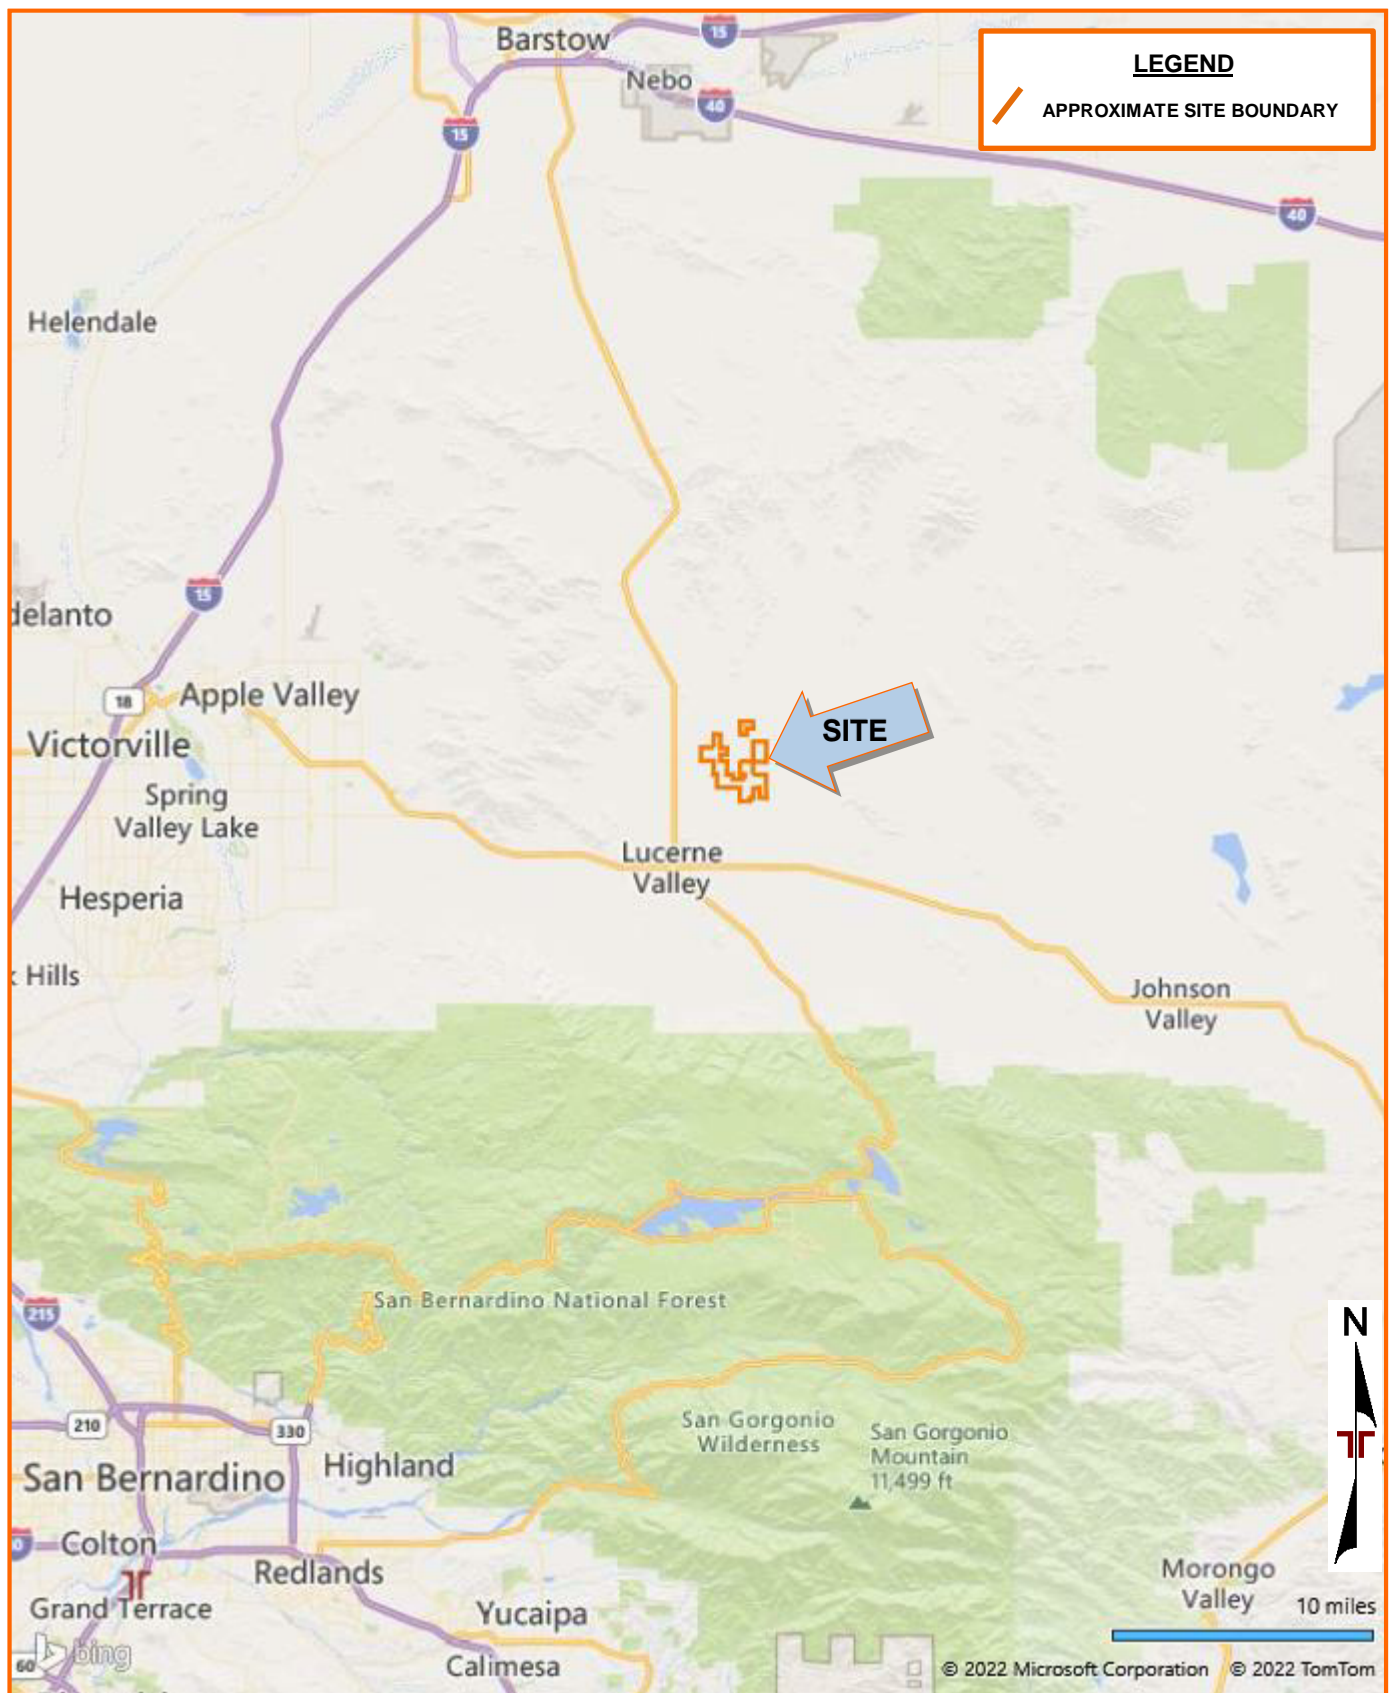 Barstow
15
LEGEND
APPROXIMATE SITE BOUNDARY
Nebo
40
15
40
Helendale
15
delanto
18
Apple Valley
SITE
Victorville
Spring
Valley Lake
Lucerne
Valley
Hesperia
Hills
Johnson
Valley
San Bernardino National Forest
215
N
210
330
San Gorgonio
Wilderness
San Gorgonio
Mountain
11,499 ft
Highland
San Bernardino
Colton
Redlands
Morongo
Valley
Grand Terrace
Yucaipa
10 miles
bing
60
Calimesa
© 2022 Microsoft Corporation © 2022 TomTom